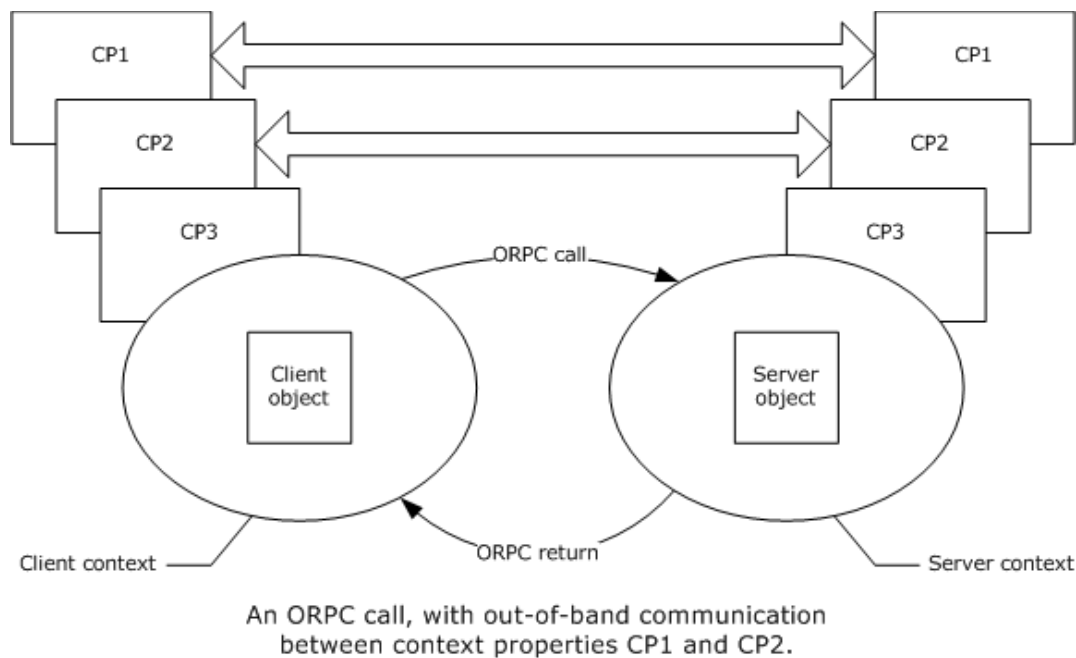 CP1
CP1
CP2
CP2
CP3
CP3
ORPC call
Client
object
Server
object
ORPC return
Client context
Server context
An ORPC call, with out-of-band communication
between context properties CP1 and CP2.